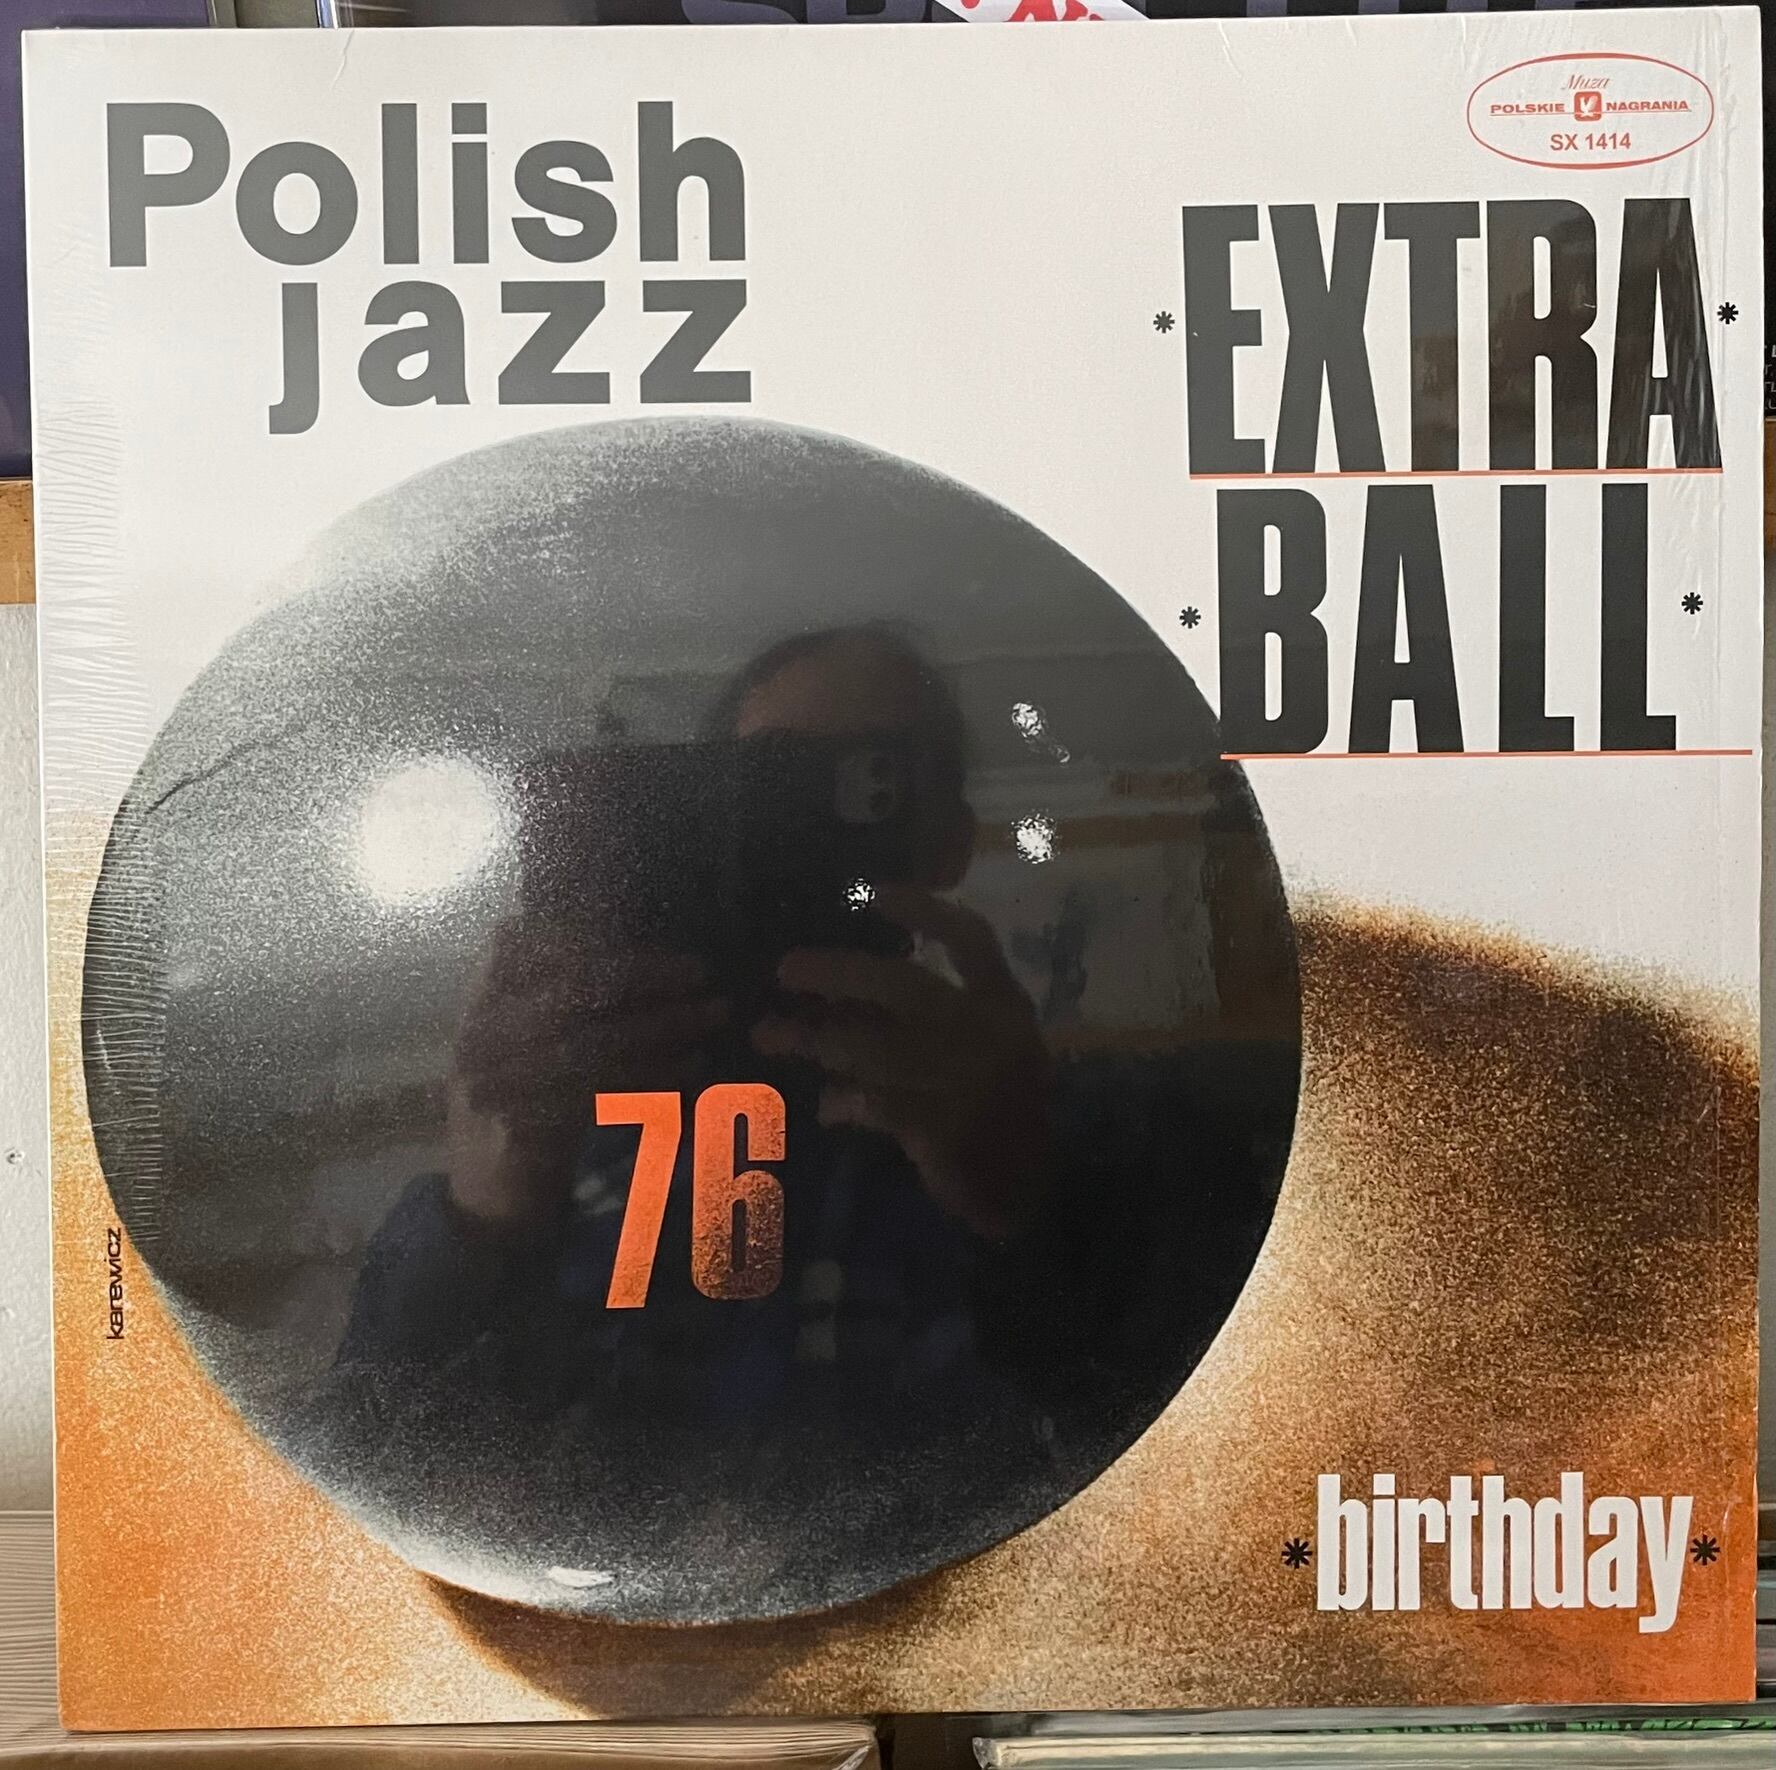 Polish
jazz
Muza
POLSKIE NAGRANIA
SX 1414
*EXTRA*
*BALL*
76
karewicz
*birthday*